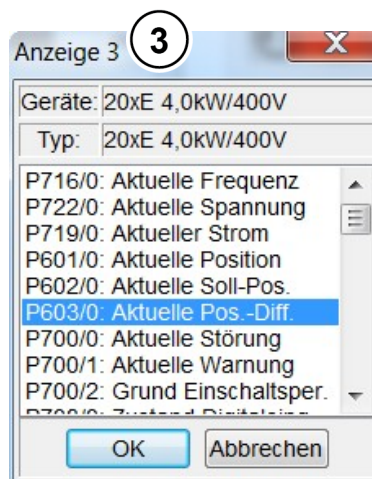 Anzeige 3
3
X
Geräte: 20xE 4,0kW/400V
Typ: 20xE 4,0kW/400V
P716/0: Aktuelle Frequenz
P722/0: Aktuelle Spannung
P719/0: Aktueller Strom
P601/0: Aktuelle Position
P602/0: Aktuelle Soll-Pos.
P603/0: Aktuelle Pos.-Diff.
P700/0: Aktuelle Störung
P700/1: Aktuelle Warnung
P700/2: Grund Einschaltsper.
OK Abbrechen